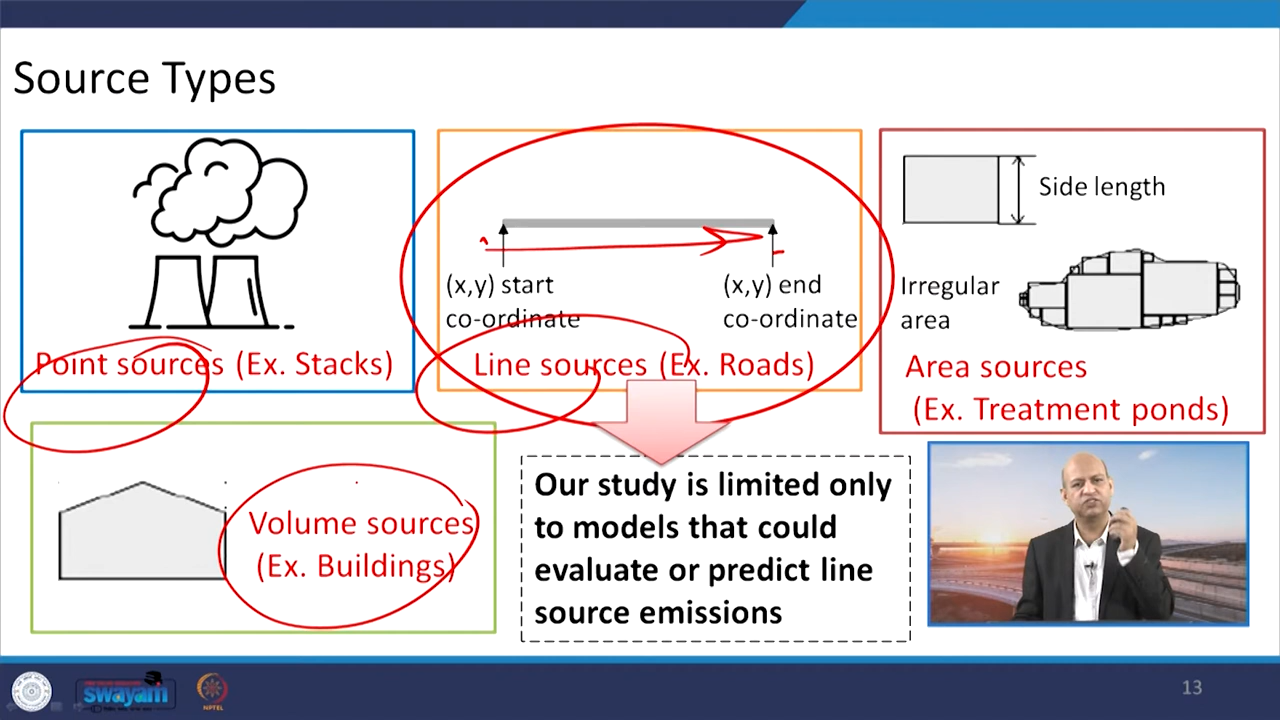 Source Types
Point sources (Ex. Stacks)
(x,y) start
co-ordinate
(x,y) end
co-ordinate
Line sources (Ex. Roads)
Side length
Irregular
area
Area sources
(Ex. Treatment ponds)
Volume sources
(Ex. Buildings)
Our study is limited only
to models that could
evaluate or predict line
source emissions
swayam
NPTEL
13